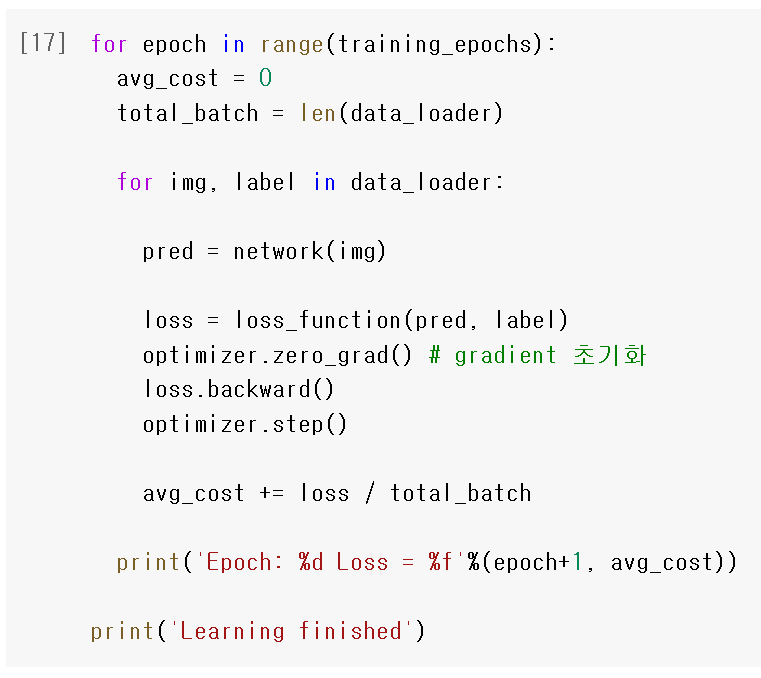 [17] for epoch in range(training_epochs):
avg_cost = 0
total_batch = len(data_loader)
for img, label in data_loader:
pred = network(img)
loss = loss_function(pred, label)
optimizer.zero_grad() # gradient 초기화
loss.backward()
optimizer.step()
avg_cost += loss / total_batch
print('Epoch: %d Loss = %f'%(epoch+1, avg_cost))
print('Learning finished')